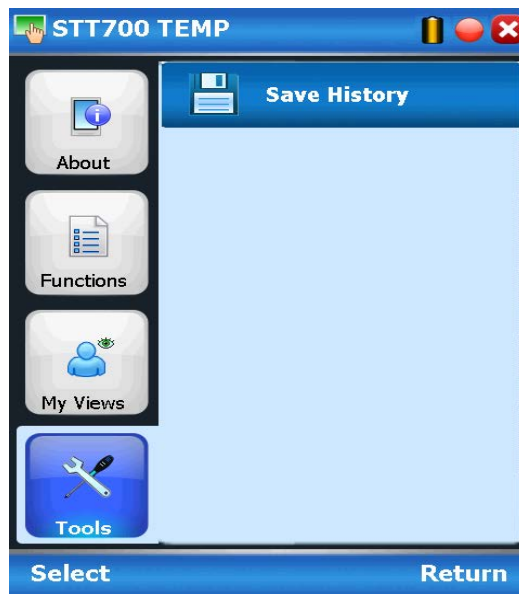 STT700 TEMP
Save History
About
Functions
My Views
Tools
Select
Return